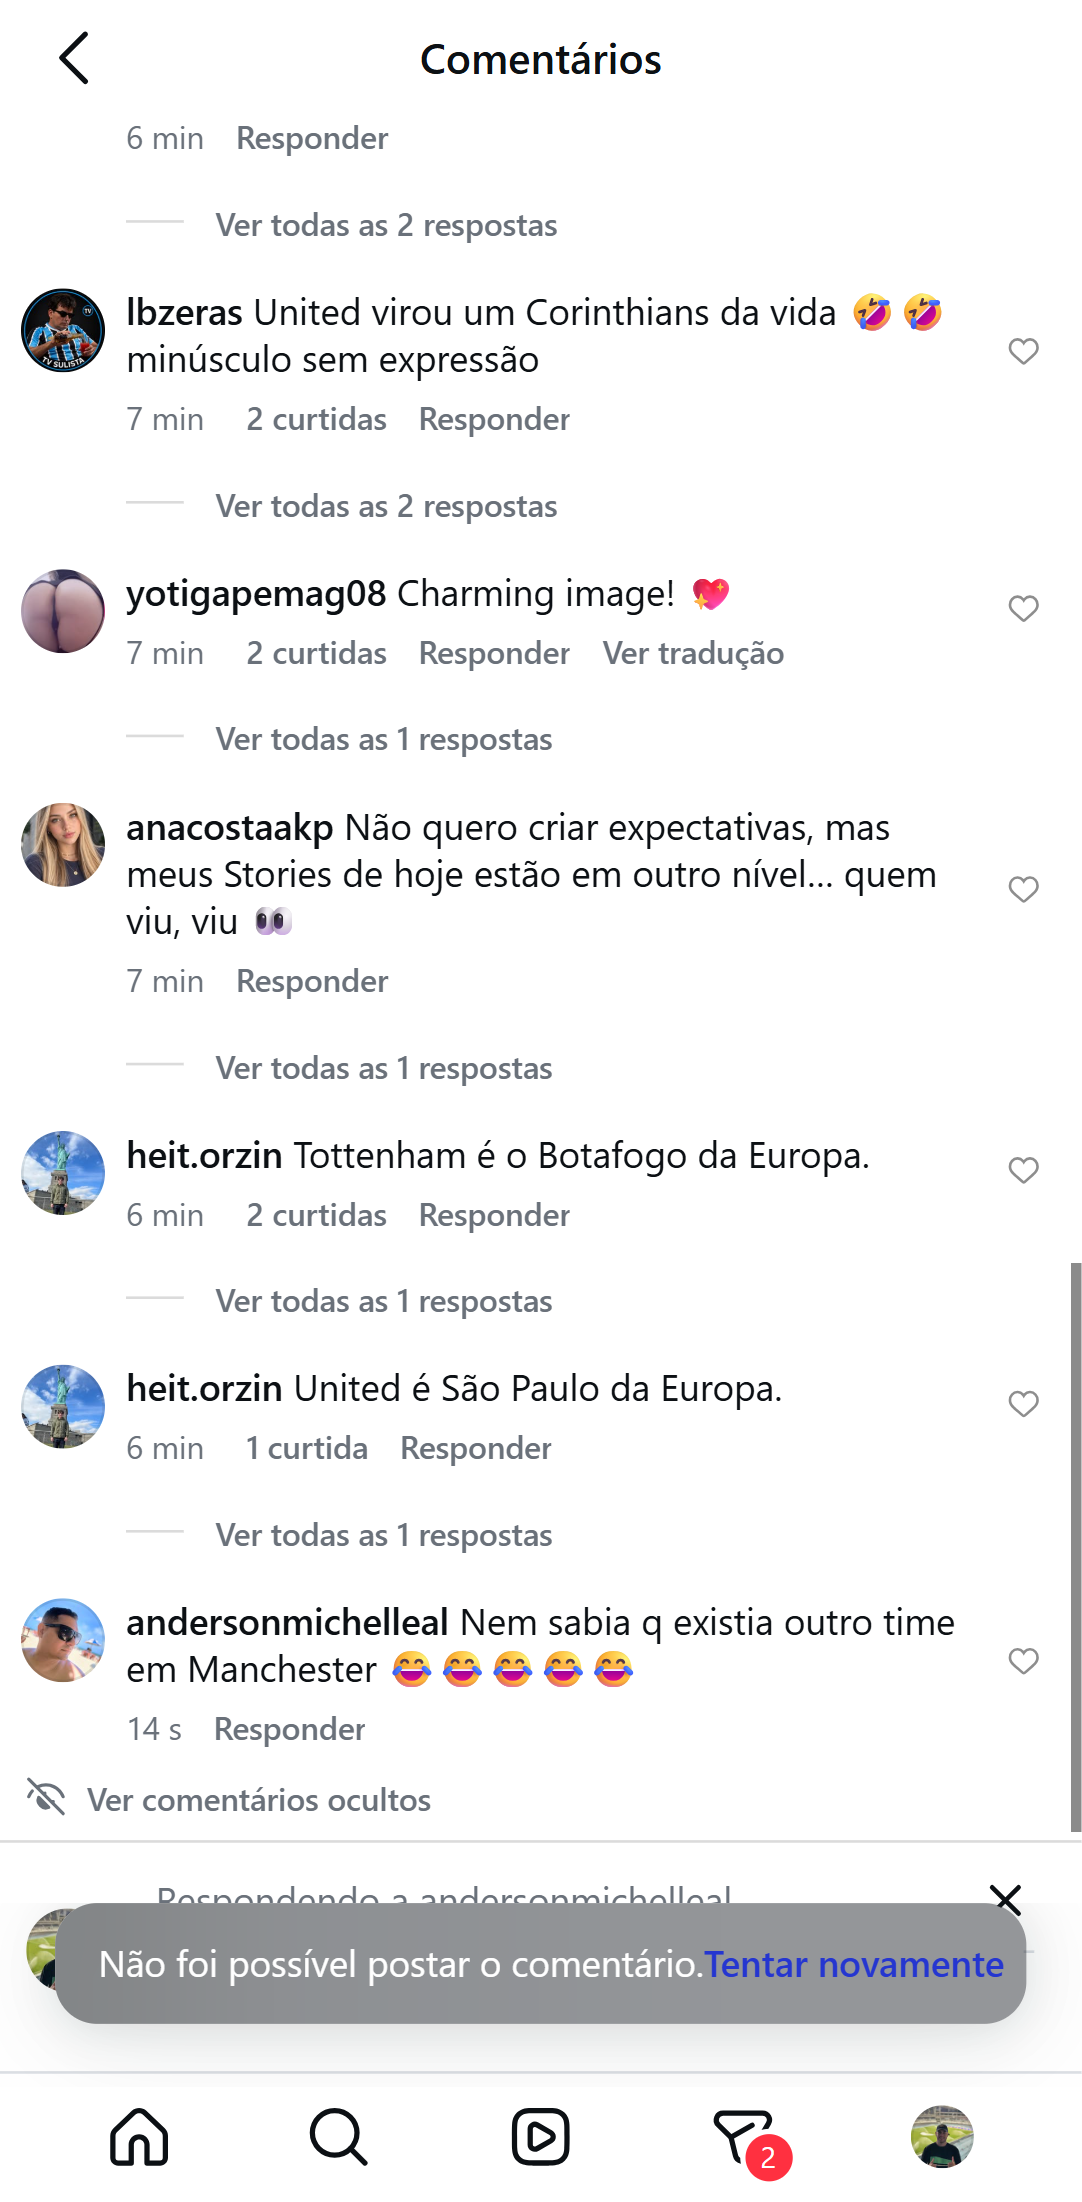 Comentários
6 min Responder
Ver todas as 2 respostas
lbzeras United virou um Corinthians da vida 🤣🤣
minúsculo sem expressão
7 min 2 curtidas Responder
Ver todas as 2 respostas
yotigapemag08 Charming image! 💖
7 min 2 curtidas Responder Ver tradução
Ver todas as 1 respostas
anacostaakp Não quero criar expectativas, mas
meus Stories de hoje estão em outro nível... quem
viu, viu 👀
7 min Responder
Ver todas as 1 respostas
heit.orzin Tottenham é o Botafogo da Europa.
6 min 2 curtidas Responder
Ver todas as 1 respostas
heit.orzin United é São Paulo da Europa.
6 min 1 curtida Responder
Ver todas as 1 respostas
andersonmichelleal Nem sabia q existia outro time
em Manchester 😂😂😂😂😂
14 s Responder
Ver comentários ocultos
Respondendo a andersonmichelleal
Não foi possível postar o comentário.Tentar novamente
2
TV SULISTA